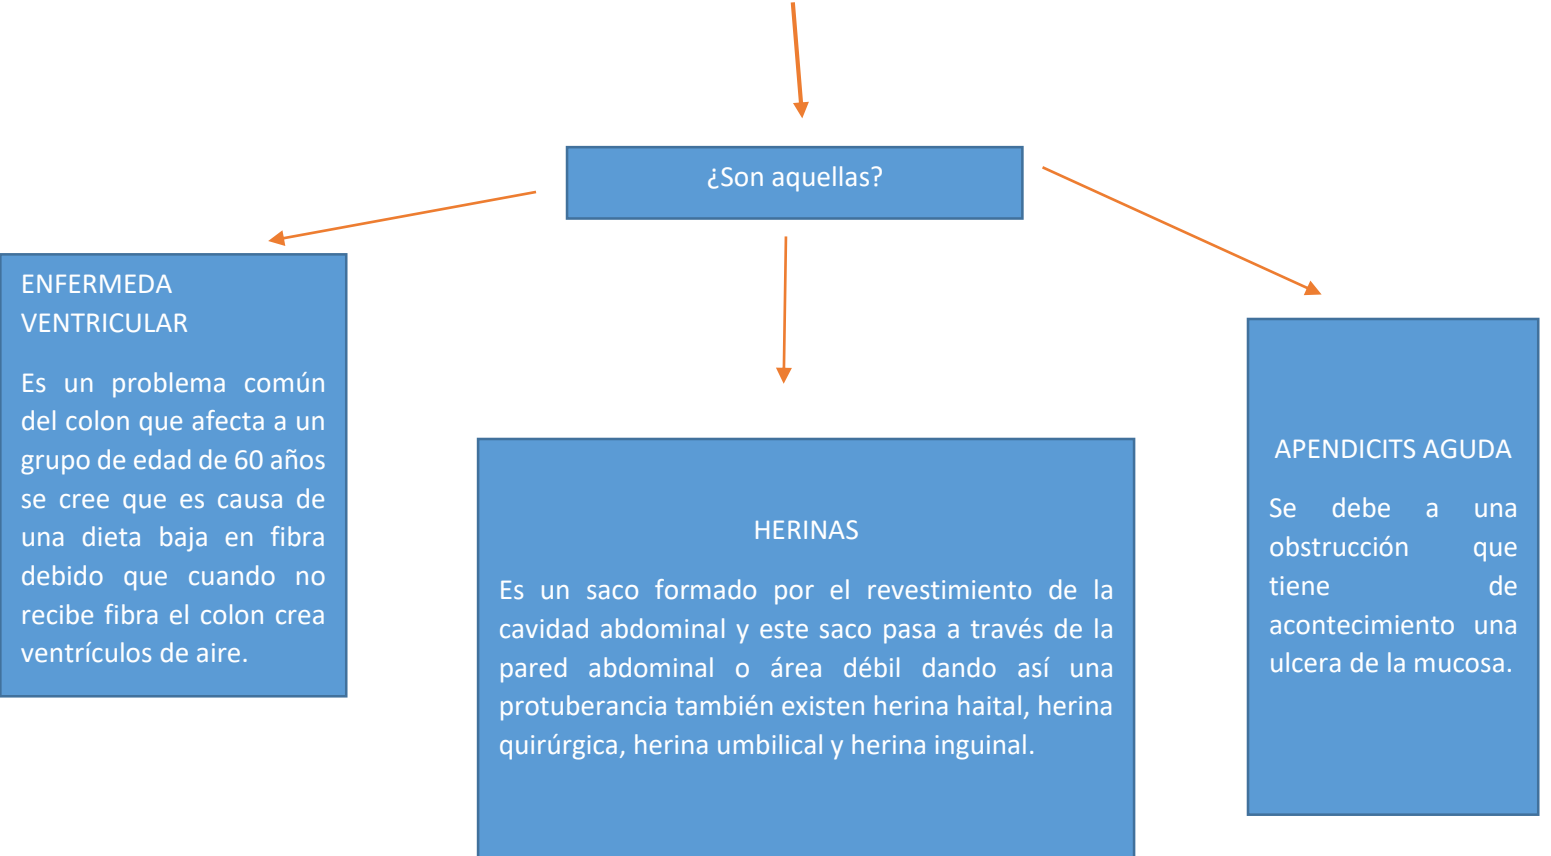 ¿Son aquellas?
ENFERMEDA
VENTRICULAR
Es un problema común
del colon que afecta a un
grupo de edad de 60 años
se cree que es causa de
una dieta baja en fibra
debido que cuando no
recibe fibra el colon crea
ventrículos de aire.
HERINAS
Es un saco formado por el revestimiento de la
cavidad abdominal y este saco pasa a través de la
pared abdominal o área débil dando así una
protuberancia también existen herina haital, herina
quirúrgica, herina umbilical y herina inguinal.
APENDICITS AGUDA
Se debe a una
obstrucción que
tiene de
acontecimiento una
ulcera de la mucosa.